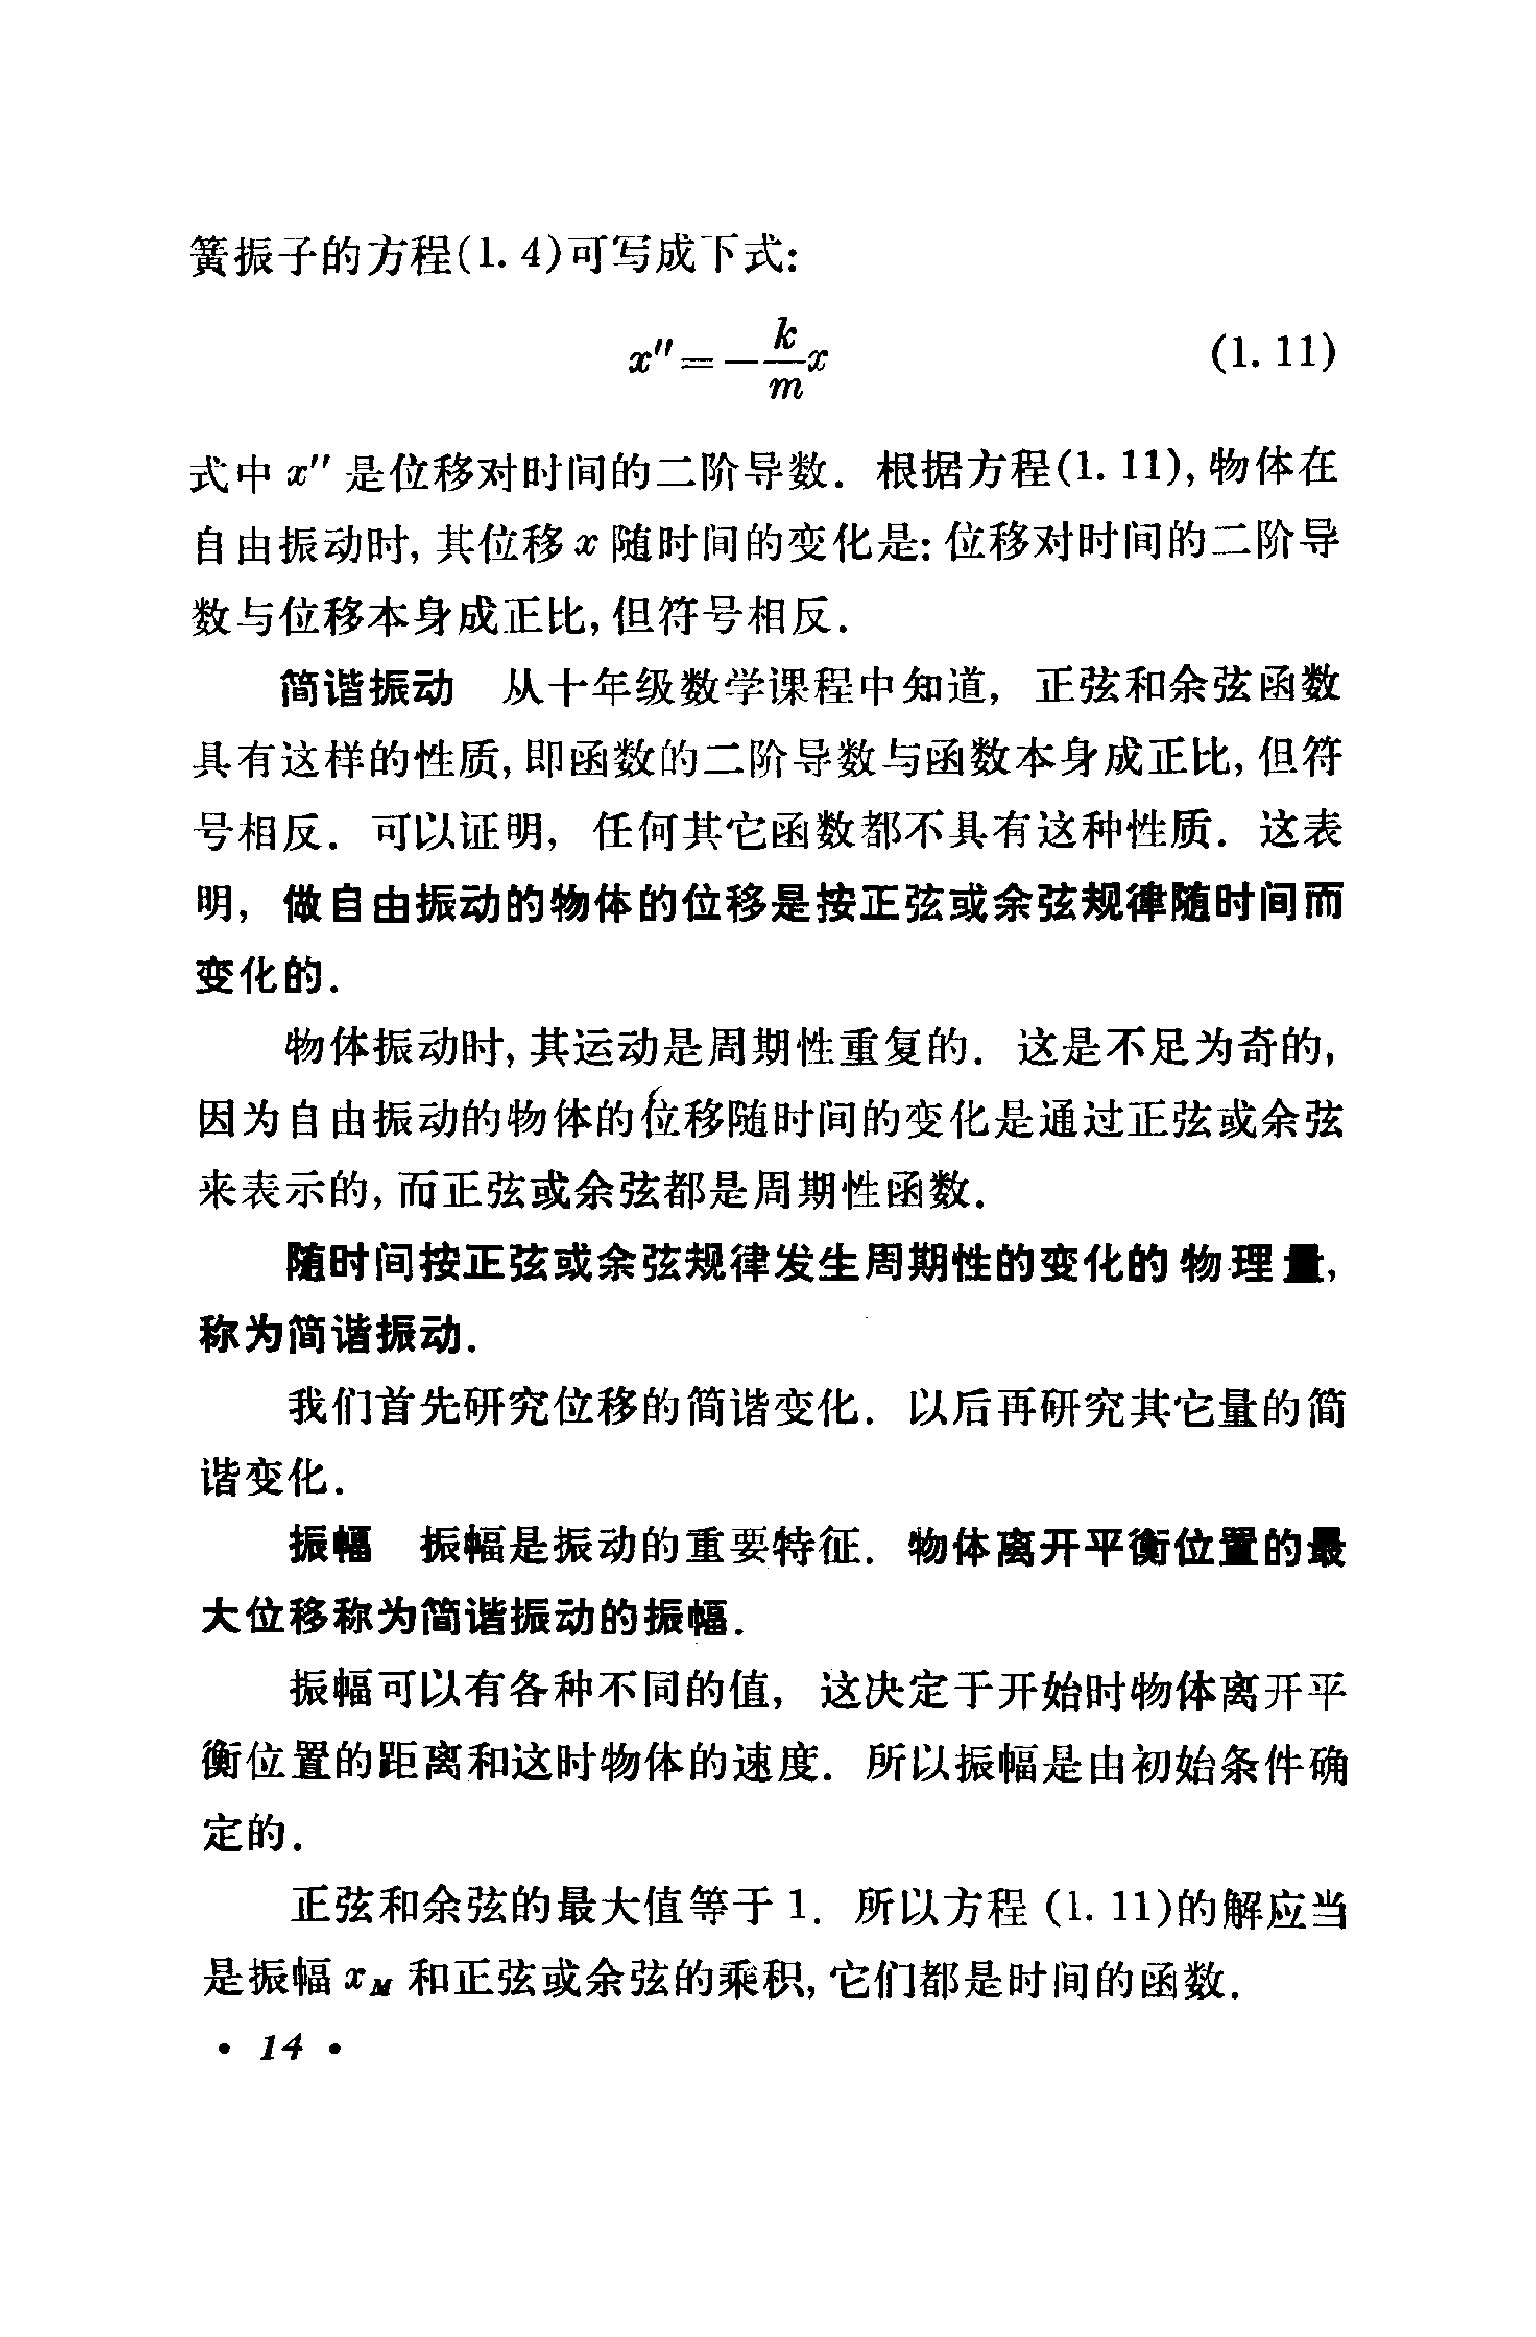 簧振子的方程(1.4)可写成下式:
x″=−k/m x (1.11)
式中 x″ 是位移对时间的二阶导数. 根据方程(1.11), 物体在
自由振动时, 其位移 x 随时间的变化是: 位移对时间的二阶导
数与位移本身成正比, 但符号相反.
简谐振动 从十年级数学课程中知道, 正弦和余弦函数
具有这样的性质, 即函数的二阶导数与函数本身成正比, 但符
号相反. 可以证明, 任何其它函数都不具有这种性质. 这表
明, 做自由振动的物体的位移是按正弦或余弦规律随时间而
变化的.
物体振动时, 其运动是周期性重复的. 这是不足为奇的,
因为自由振动的物体的位移随时间的变化是通过正弦或余弦
来表示的, 而正弦或余弦都是周期性函数.
随时间按正弦或余弦规律发生周期性的变化的物理量,
称为简谐振动.
我们首先研究位移的简谐变化. 以后再研究其它量的简
谐变化.
振幅 振幅是振动的重要特征. 物体离开平衡位置的最
大位移称为简谐振动的振幅.
振幅可以有各种不同的值, 这决定于开始时物体离开平
衡位置的距离和这时物体的速度. 所以振幅是由初始条件确
定的.
正弦和余弦的最大值等于 1. 所以方程 (1.11)的解应当
是振幅 x_M 和正弦或余弦的乘积, 它们都是时间的函数.
• 14 •